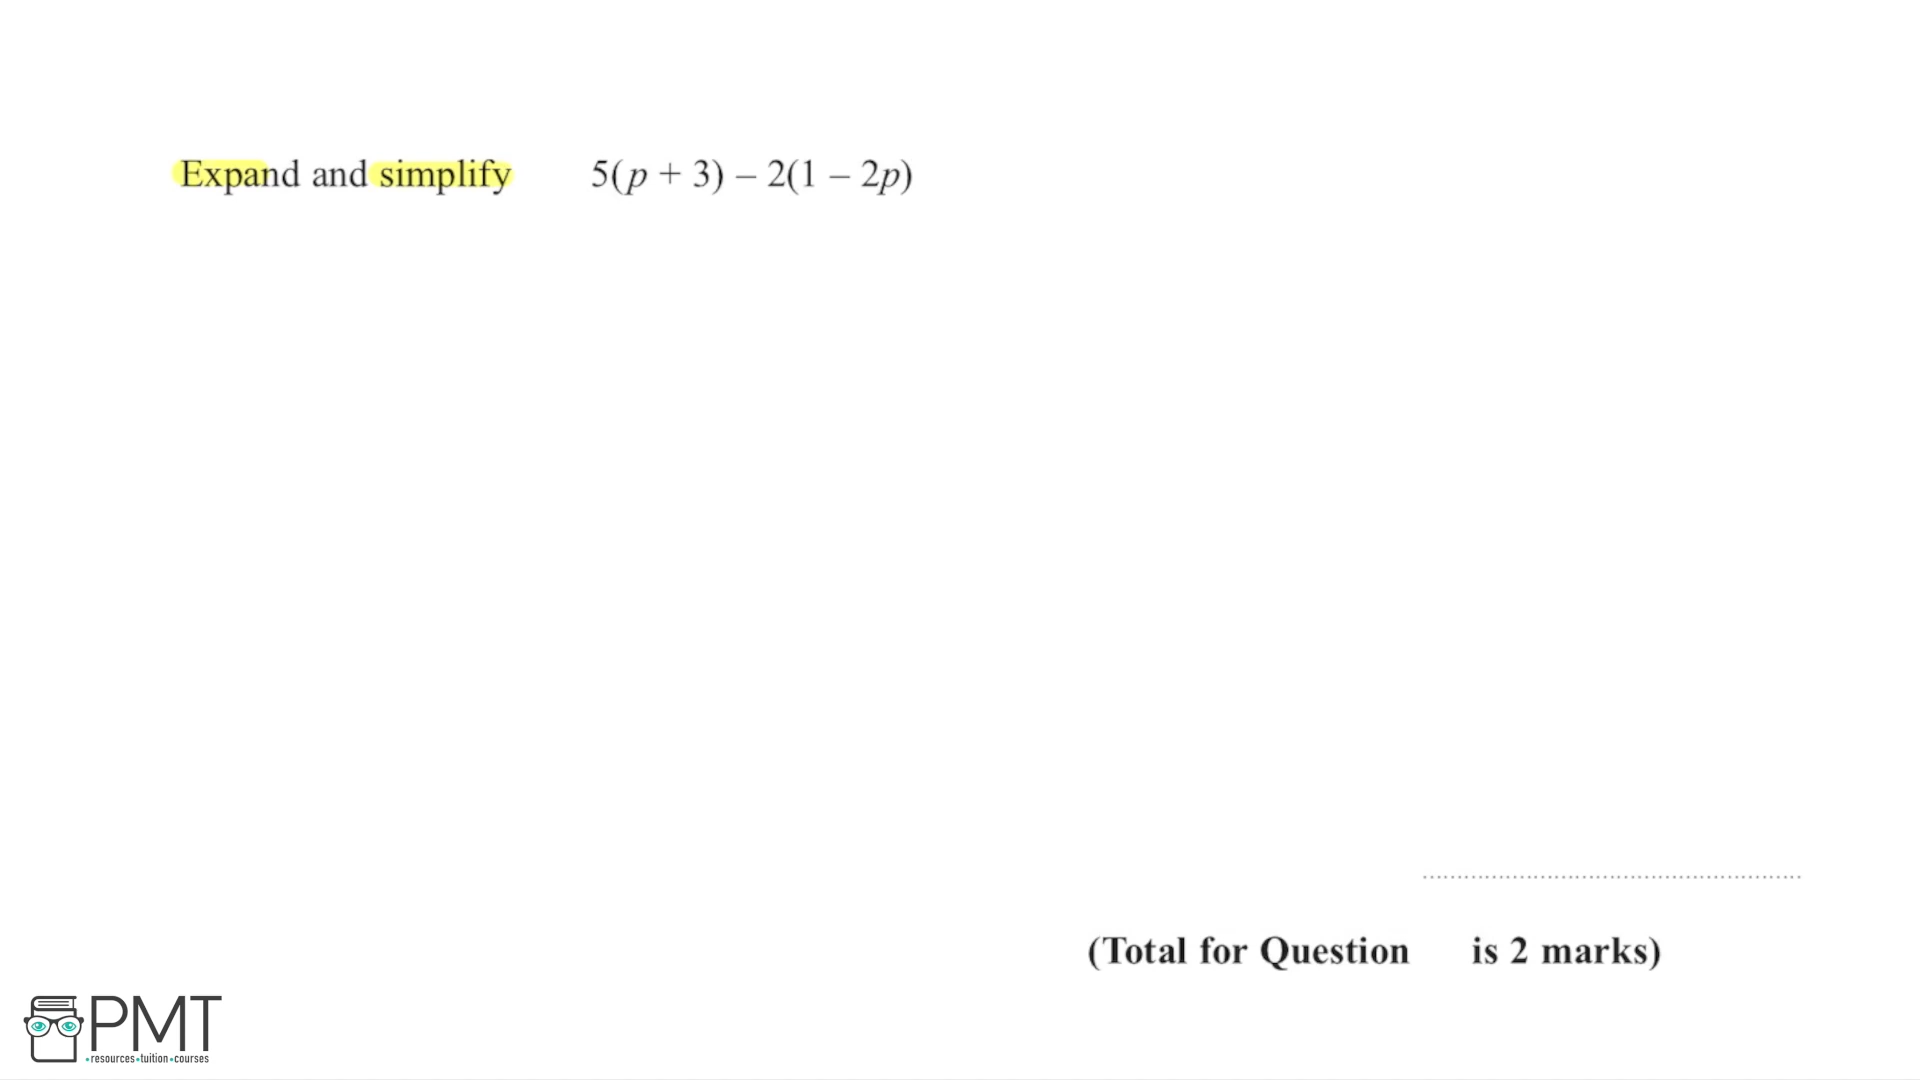 Expand and simplify 5(p + 3) – 2(1 – 2p)
(Total for Question is 2 marks)
PMT
•resources•tuition•courses